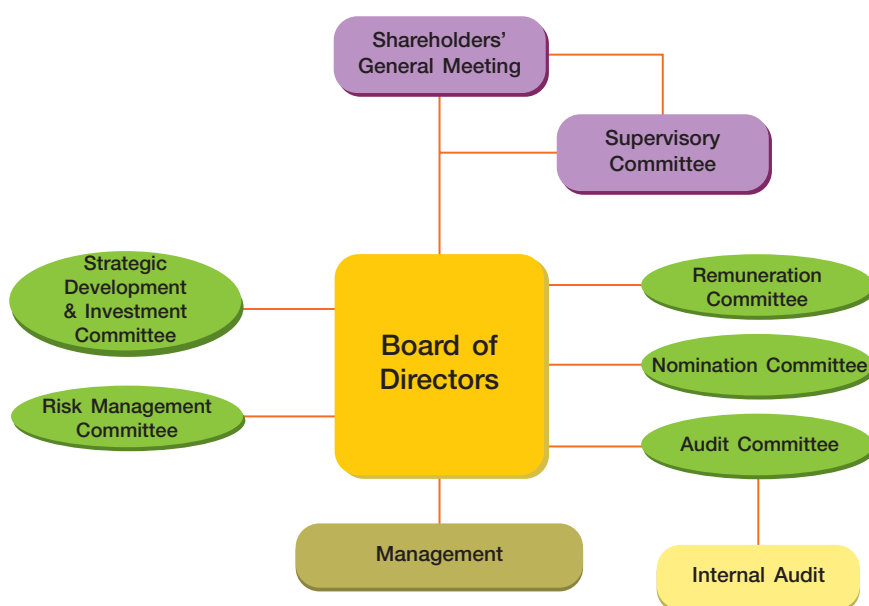 Shareholders’
General Meeting
Supervisory
Committee
Strategic
Development
& Investment
Committee
Remuneration
Committee
Board of
Directors
Nomination Committee
Risk Management
Committee
Audit Committee
Management
Internal Audit